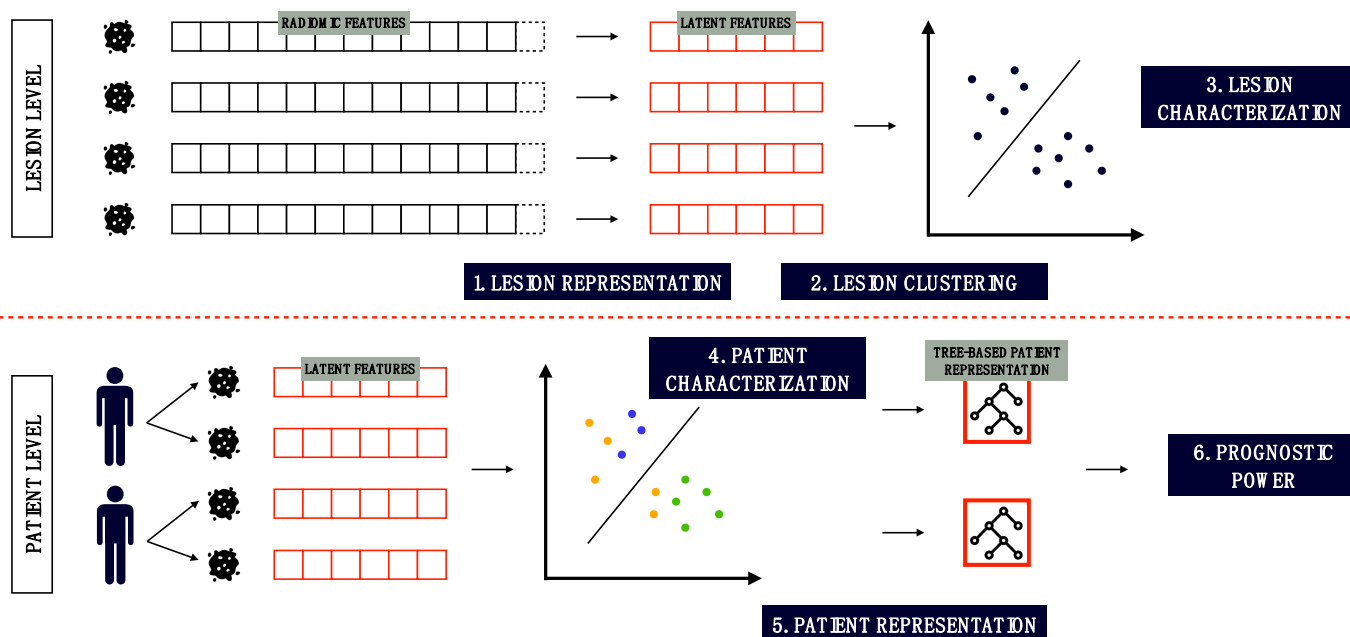 RADIOMIC FEATURES
LATENT FEATURES
LESION LEVEL
3. LESION
CHARACTERIZATION
1. LESION REPRESENTATION
2. LESION CLUSTERING
PATIENT LEVEL
LATENT FEATURES
4. PATIENT
CHARACTERIZATION
TREE-BASED PATIENT
REPRESENTATION
6. PROGNOSTIC
POWER
5. PATIENT REPRESENTATION